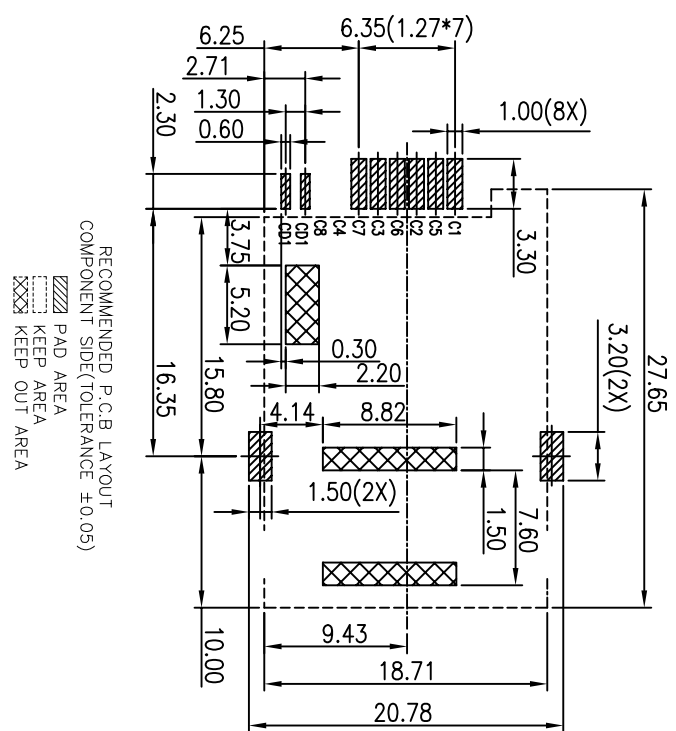 6.35(1.27*7)
6.25
2.71
1.30
0.60
2.30
1.00(8X)
3.30
C1
C5
C2
C6
C3
C7
C4
C8
CD1
CD1
3.75
5.20
0.30
2.20
15.80
16.35
4.14
8.82
1.50(2X)
3.20(2X)
27.65
1.50
7.60
10.00
9.43
18.71
20.78
RECOMMENDED P.C.B LAYOUT
COMPONENT SIDE(TOLERANCE ±0.05)
PAD AREA
KEEP AREA
KEEP OUT AREA